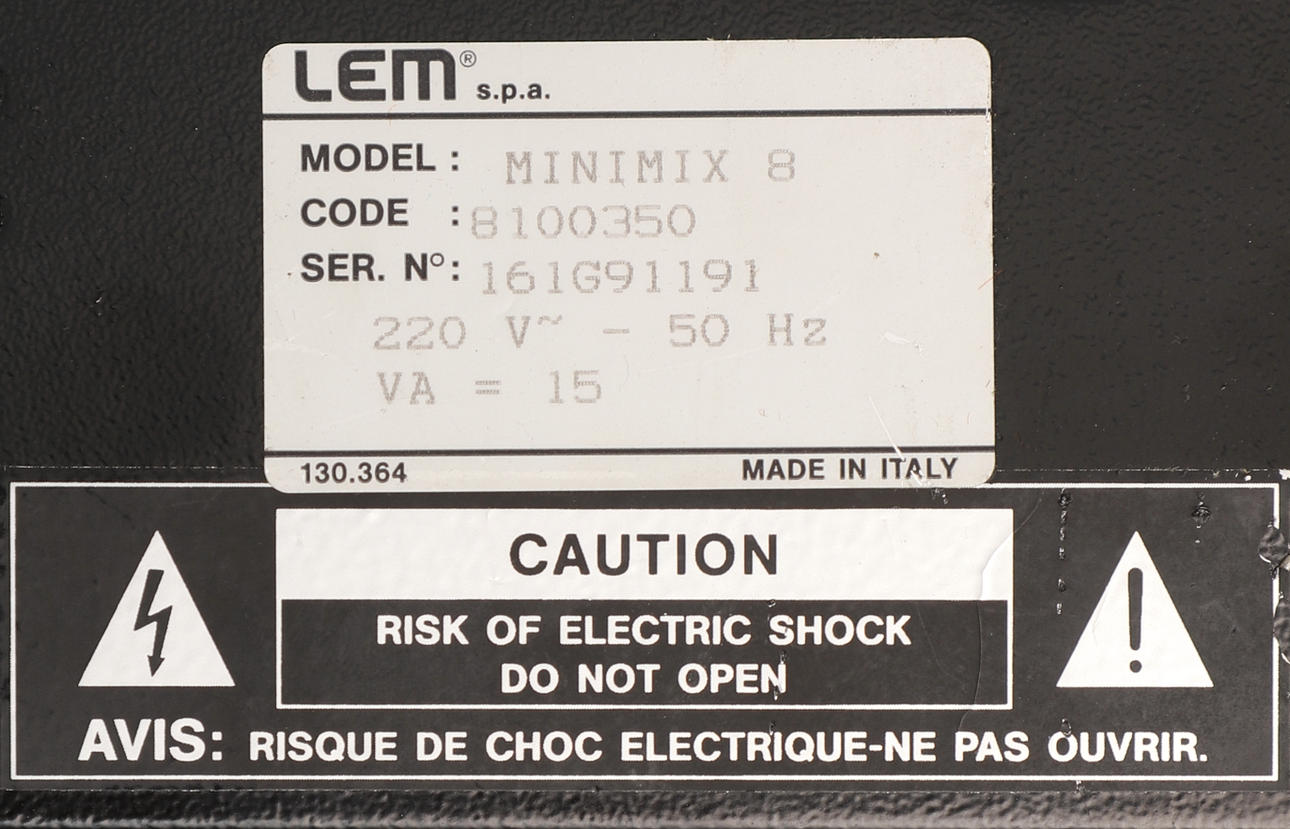 LEM® s.p.a.
MODEL : MINIMIX 8
CODE : 8100350
SER. N°: 161G91191
220 V~ - 50 Hz
VA = 15
130.364 MADE IN ITALY
CAUTION
RISK OF ELECTRIC SHOCK
DO NOT OPEN
AVIS: RISQUE DE CHOC ELECTRIQUE-NE PAS OUVRIR.